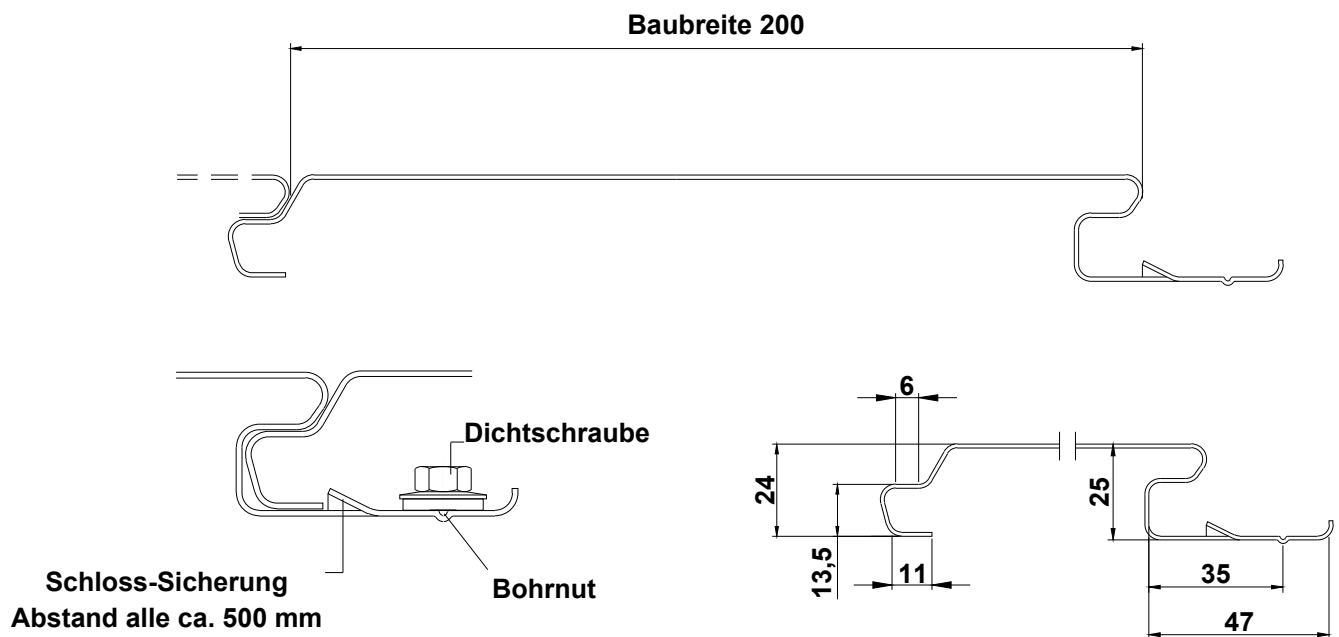 Baubreite 200
Dichtschraube
Schloss-Sicherung
Abstand alle ca. 500 mm
Bohrnut
6
24
13,5
11
25
35
47